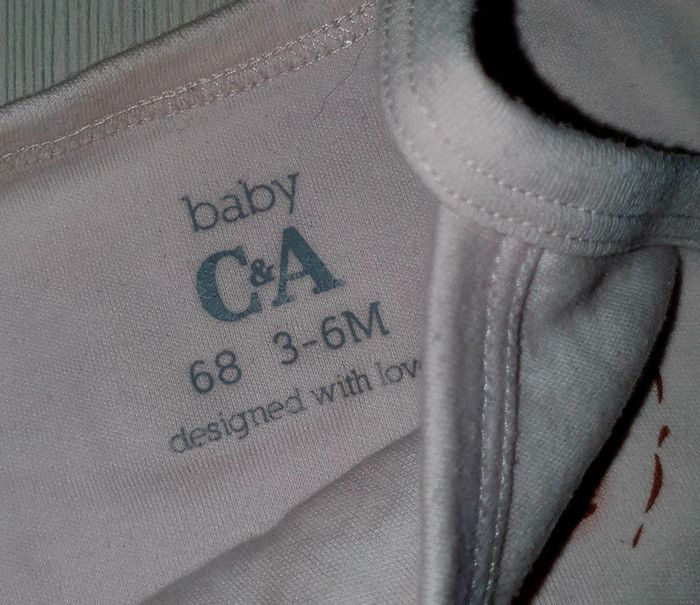 baby
C&A
68 3-6M
designed with lov